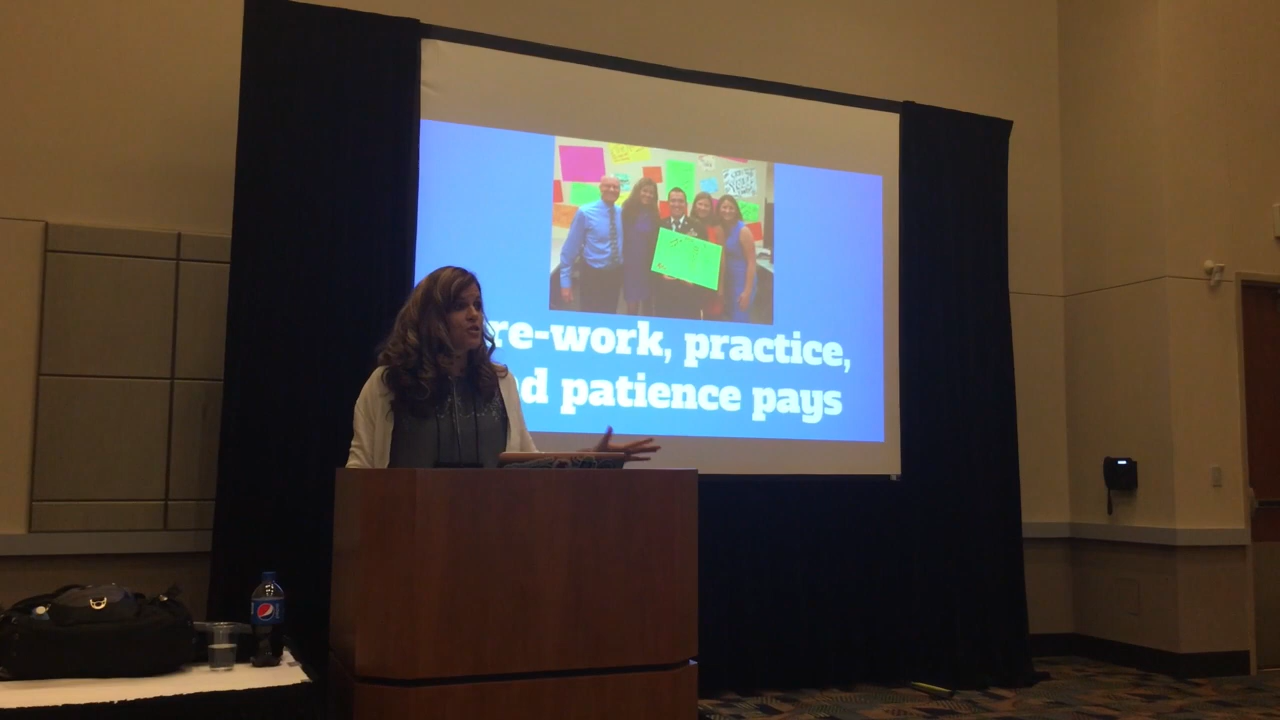 re-work, practice,
d patience pays